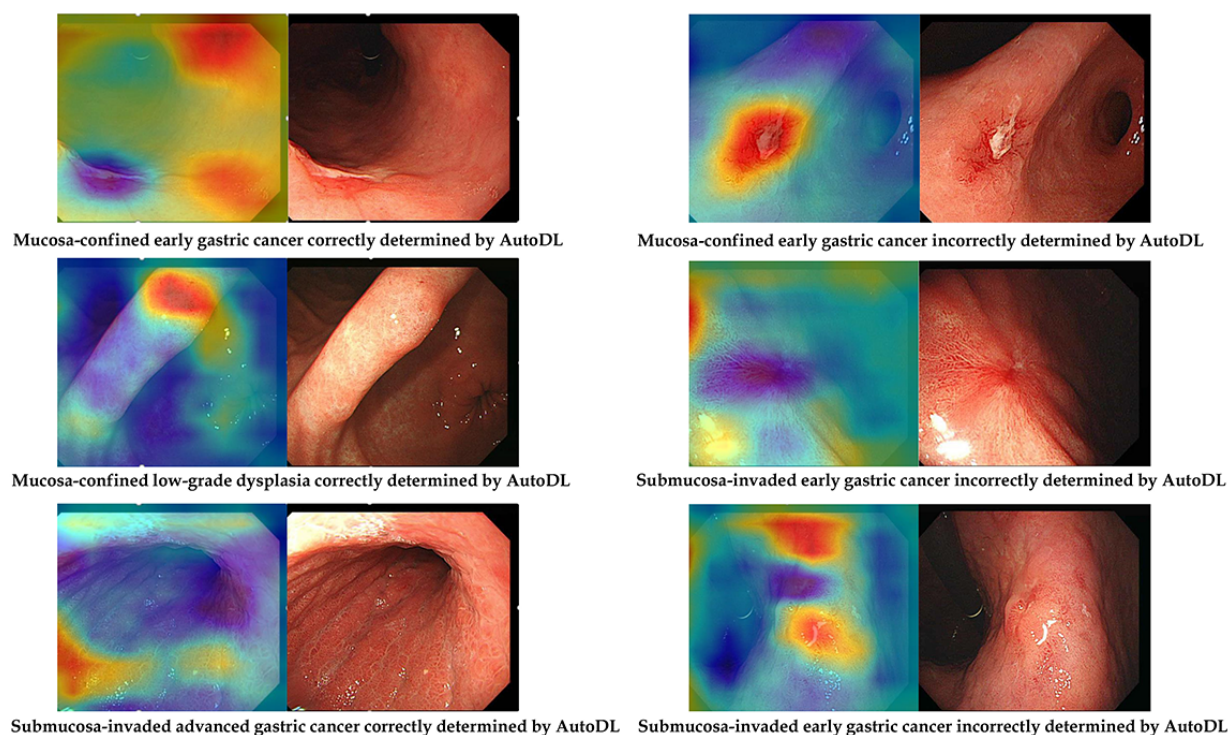 Mucosa-confined early gastric cancer correctly determined by AutoDL
Mucosa-confined early gastric cancer incorrectly determined by AutoDL
Mucosa-confined low-grade dysplasia correctly determined by AutoDL
Submucosa-invaded early gastric cancer incorrectly determined by AutoDL
Submucosa-invaded advanced gastric cancer correctly determined by AutoDL
Submucosa-invaded early gastric cancer incorrectly determined by AutoDL